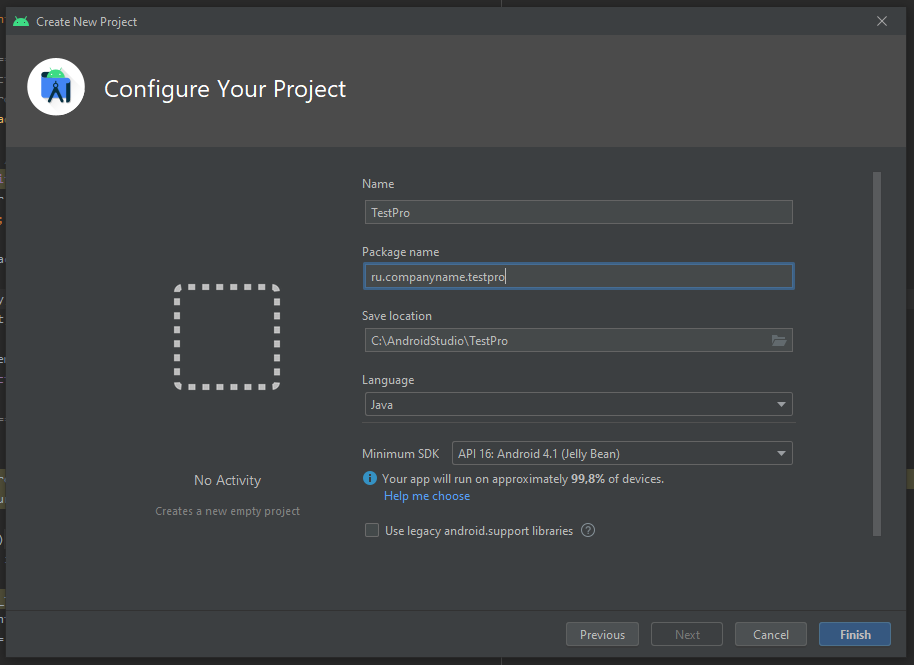 Create New Project
Configure Your Project
Name
TestPro
Package name
ru.companyname.testpro
Save location
C:\AndroidStudio\TestPro
Language
Java
Minimum SDK API 16: Android 4.1 (Jelly Bean)
Your app will run on approximately 99,8% of devices.
Help me choose
Use legacy android.support libraries ?
No Activity
Creates a new empty project
Previous Next Cancel Finish